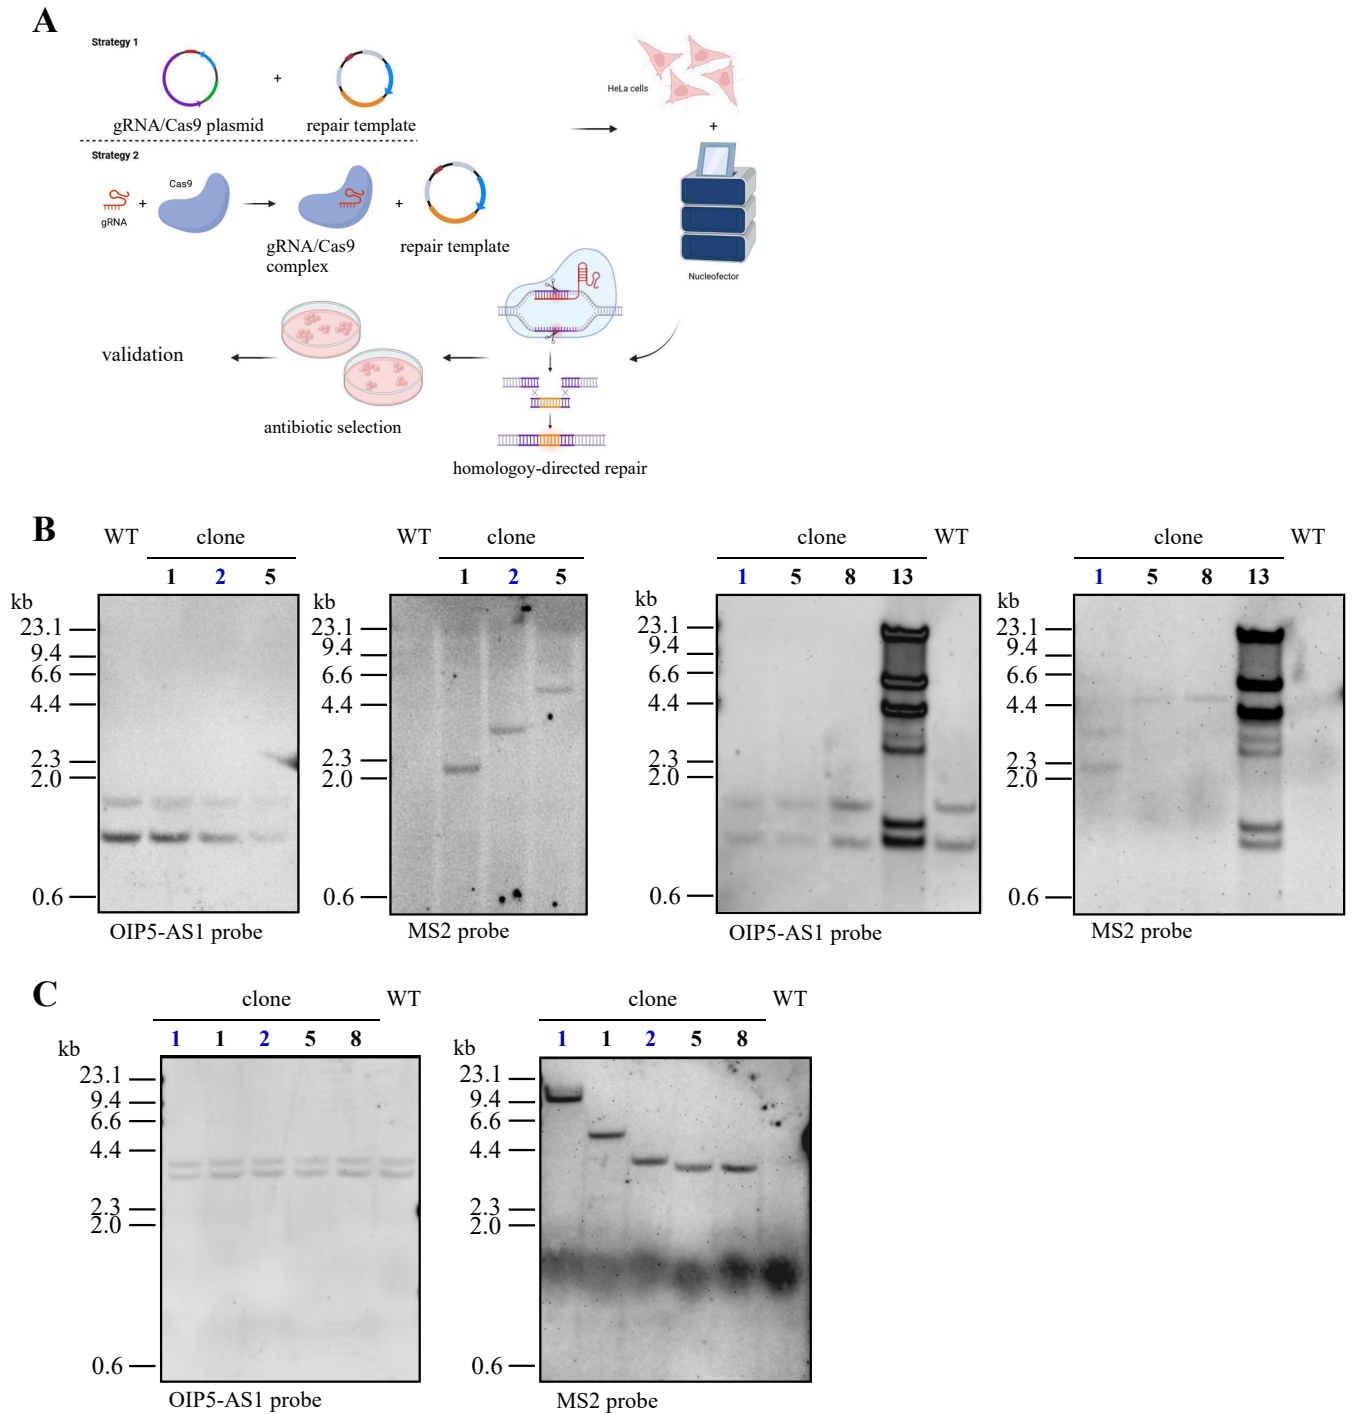 A
Strategy 1
+
gRNA/Cas9 plasmid
repair template
HeLa cells
+
Strategy 2
Cas9
gRNA
+
+
gRNA/Cas9
complex
repair template
Nucleofector
validation
antibiotic selection
homologoy-directed repair
B
WT clone
1 2 5
kb
23.1
9.4
6.6
4.4
2.3
2.0
0.6
OIP5-AS1 probe
WT clone
1 2 5
kb
23.1
9.4
6.6
4.4
2.3
2.0
0.6
MS2 probe
clone WT
1 5 8 13
kb
23.1
9.4
6.6
4.4
2.3
2.0
0.6
OIP5-AS1 probe
clone WT
1 5 8 13
kb
23.1
9.4
6.6
4.4
2.3
2.0
0.6
MS2 probe
C
clone WT
1 1 2 5 8
kb
23.1
9.4
6.6
4.4
2.3
2.0
0.6
OIP5-AS1 probe
clone WT
1 1 2 5 8
kb
23.1
9.4
6.6
4.4
2.3
2.0
0.6
MS2 probe